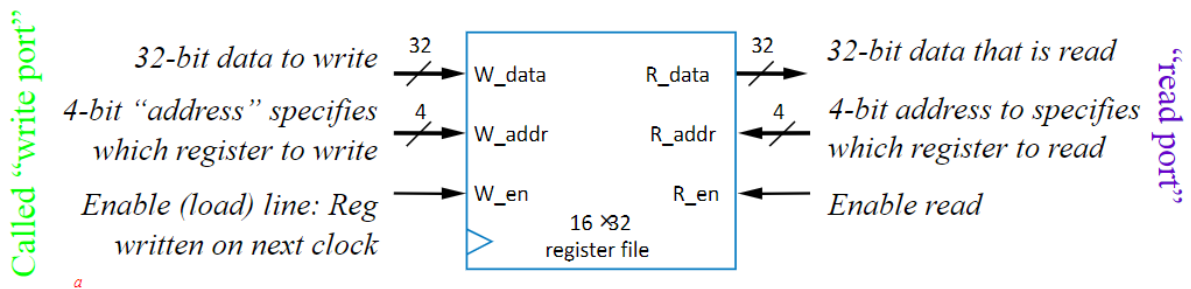 Called “write port”
32-bit data to write
4-bit “address” specifies
which register to write
Enable (load) line: Reg
written on next clock
a
32
4
W_data
W_addr
W_en
R_data
R_addr
R_en
16 ×32
register file
32
4
32-bit data that is read
4-bit address to specifies
which register to read
Enable read
“read port”